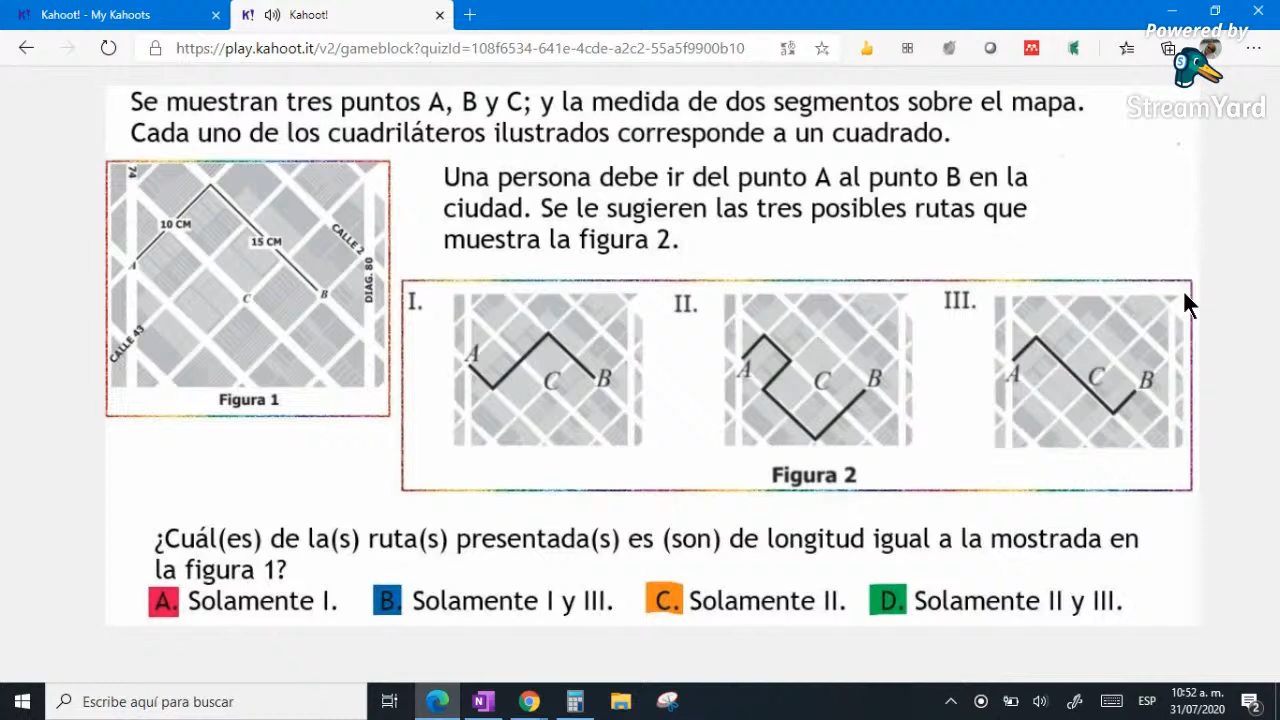 Kahoot! - My Kahoots
Kahoot!
https://play.kahoot.it/v2/gameblock?quizId=108f6534-641e-4cde-a2c2-55a5f9900b10
Powered by
StreamYard
Se muestran tres puntos A, B y C; y la medida de dos segmentos sobre el mapa.
Cada uno de los cuadriláteros ilustrados corresponde a un cuadrado.
Una persona debe ir del punto A al punto B en la
ciudad. Se le sugieren las tres posibles rutas que
muestra la figura 2.
74
10 CM
15 CM
CALLE 2
DIAG. 80
A
B
C
CALLE 43
Figura 1
I.
A
C
B
II.
A
C
B
III.
A
C
B
Figura 2
¿Cuál(es) de la(s) ruta(s) presentada(s) es (son) de longitud igual a la mostrada en
la figura 1?
A. Solamente I. B. Solamente I y III. C. Solamente II. D. Solamente II y III.
Escribe aquí para buscar
ESP
10:52 a. m.
31/07/2020
2